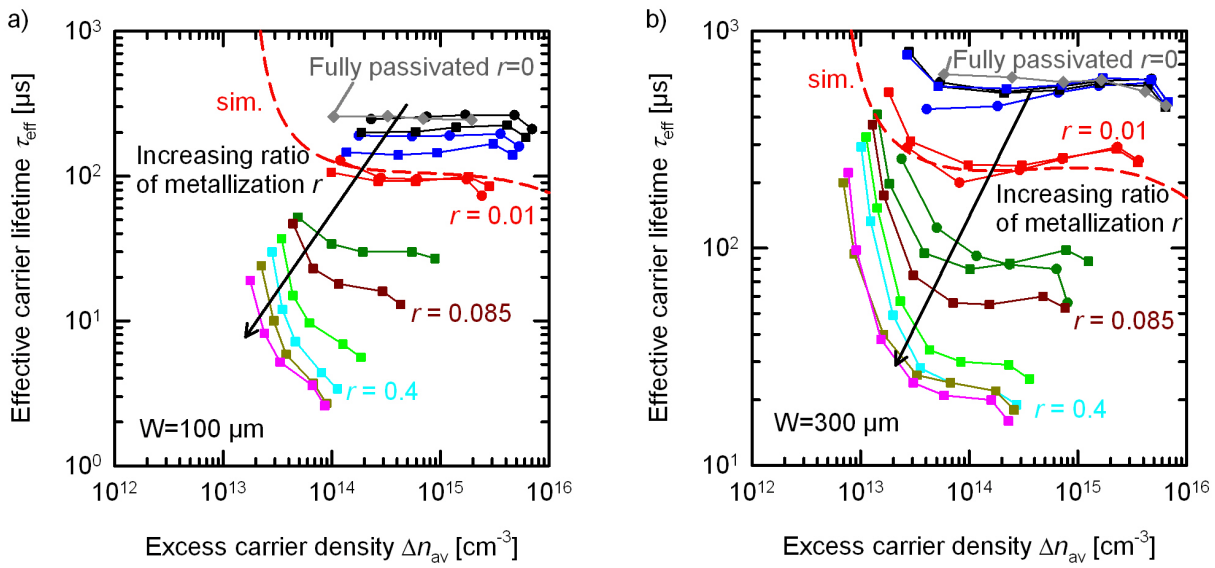 a)
10³
Fully passivated r=0
sim.
Increasing ratio
of metallization r
10²
r = 0.01
10¹
r = 0.085
r = 0.4
W=100 µm
10⁰
10¹² 10¹³ 10¹⁴ 10¹⁵ 10¹⁶
Effective carrier lifetime τeff [µs]
Excess carrier density Δnav [cm⁻³]
b)
10³
Fully passivated r=0
sim.
r = 0.01
Increasing ratio
of metallization r
10²
r = 0.085
r = 0.4
W=300 µm
10¹
10¹² 10¹³ 10¹⁴ 10¹⁵ 10¹⁶
Effective carrier lifetime τeff [µs]
Excess carrier density Δnav [cm⁻³]